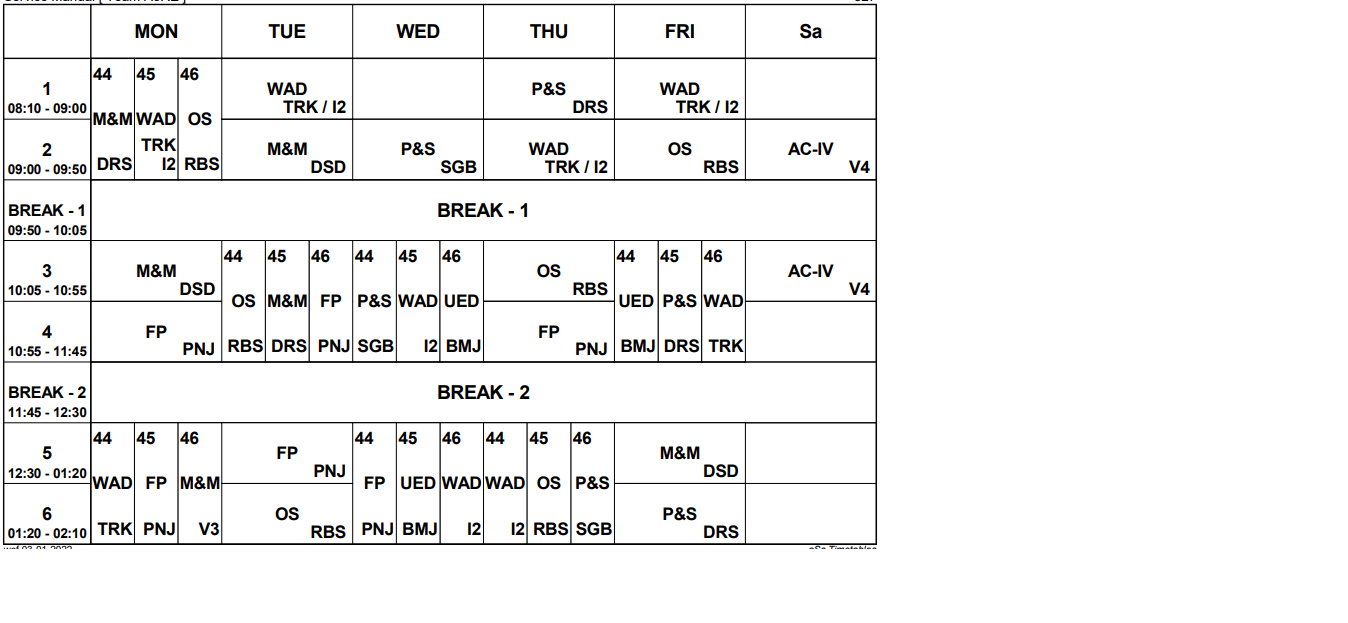 MON TUE WED THU FRI Sa
44 45 46
1 WAD P&S WAD
08:10 - 09:00 TRK / I2 DRS TRK / I2
M&M WAD OS
2 TRK M&M P&S WAD OS AC-IV
09:00 - 09:50 DRS I2 RBS DSD SGB TRK / I2 RBS V4
BREAK - 1 BREAK - 1
09:50 - 10:05
44 45 46 44 45 46 44 45 46
3 M&M OS AC-IV
10:05 - 10:55 DSD RBS V4
OS M&M FP P&S WAD UED UED P&S WAD
4 FP FP
10:55 - 11:45 PNJ RBS DRS PNJ SGB I2 BMJ PNJ BMJ DRS TRK
BREAK - 2 BREAK - 2
11:45 - 12:30
44 45 46 44 45 46 44 45 46
5 FP M&M
12:30 - 01:20 PNJ DSD
WAD FP M&M FP UED WAD WAD OS P&S
6 OS P&S
01:20 - 02:10 TRK PNJ V3 RBS PNJ BMJ I2 I2 RBS SGB DRS